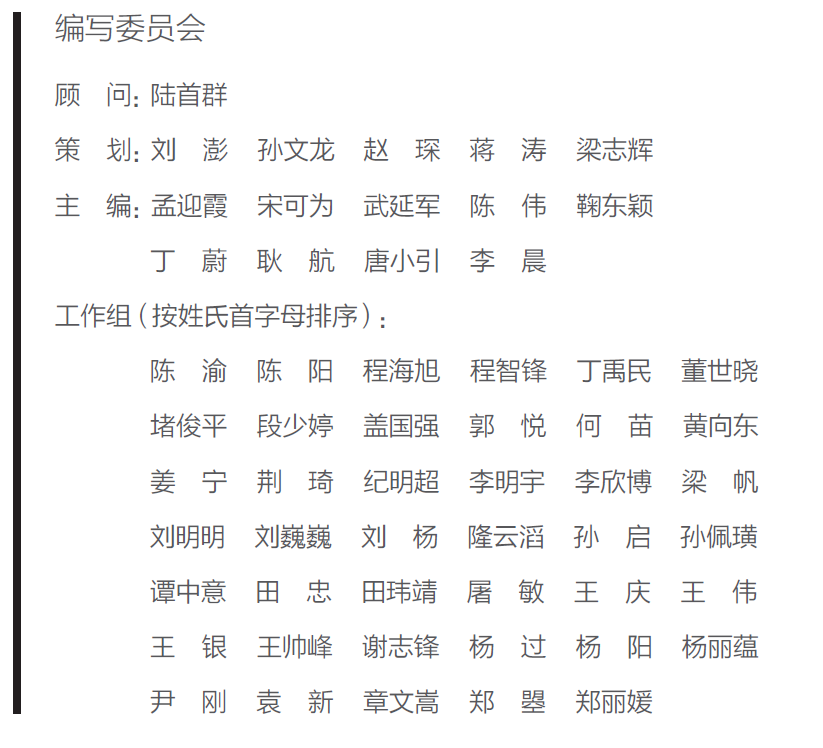 编写委员会
顾　问：陆首群
策　划：刘　澎　孙文龙　赵　琛　蒋　涛　梁志辉
主　编：孟迎霞　宋可为　武延军　陈　伟　鞠东颖
丁　蔚　耿　航　唐小引　李　晨
工作组（按姓氏首字母排序）：
陈　渝　陈　阳　程海旭　程智锋　丁禹民　董世晓
堵俊平　段少婷　盖国强　郭　悦　何　苗　黄向东
姜　宁　荆　琦　纪明超　李明宇　李欣博　梁　帆
刘明明　刘巍巍　刘　杨　隆云滔　孙　启　孙佩璜
谭中意　田　忠　田玮靖　屠　敏　王　庆　王　伟
王　银　王帅峰　谢志锋　杨　过　杨　阳　杨丽蕴
尹　刚　袁　新　章文嵩　郑　曌　郑丽媛